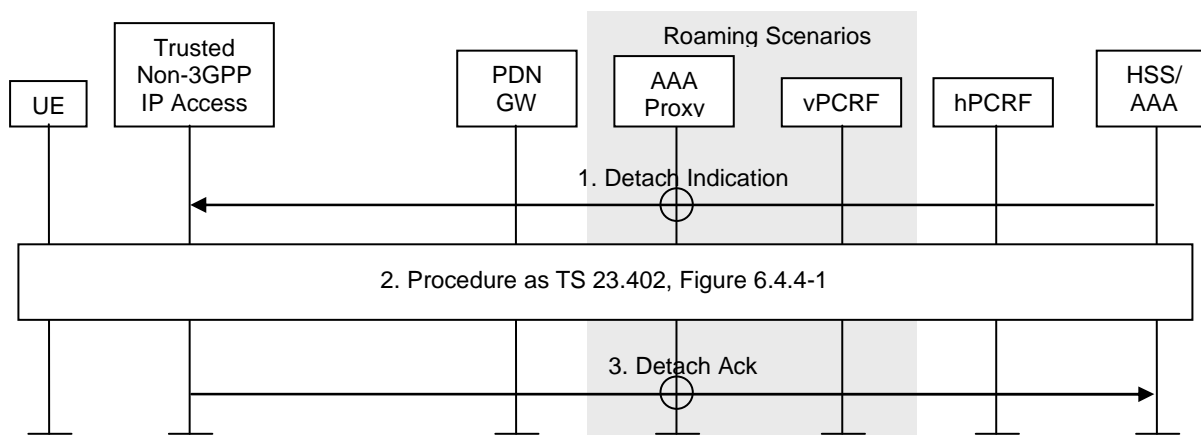 Roaming Scenarios
UE
Trusted
Non-3GPP
IP Access
PDN
GW
AAA
Proxy
vPCRF
hPCRF
HSS/
AAA
1. Detach Indication
2. Procedure as TS 23.402, Figure 6.4.4-1
3. Detach Ack